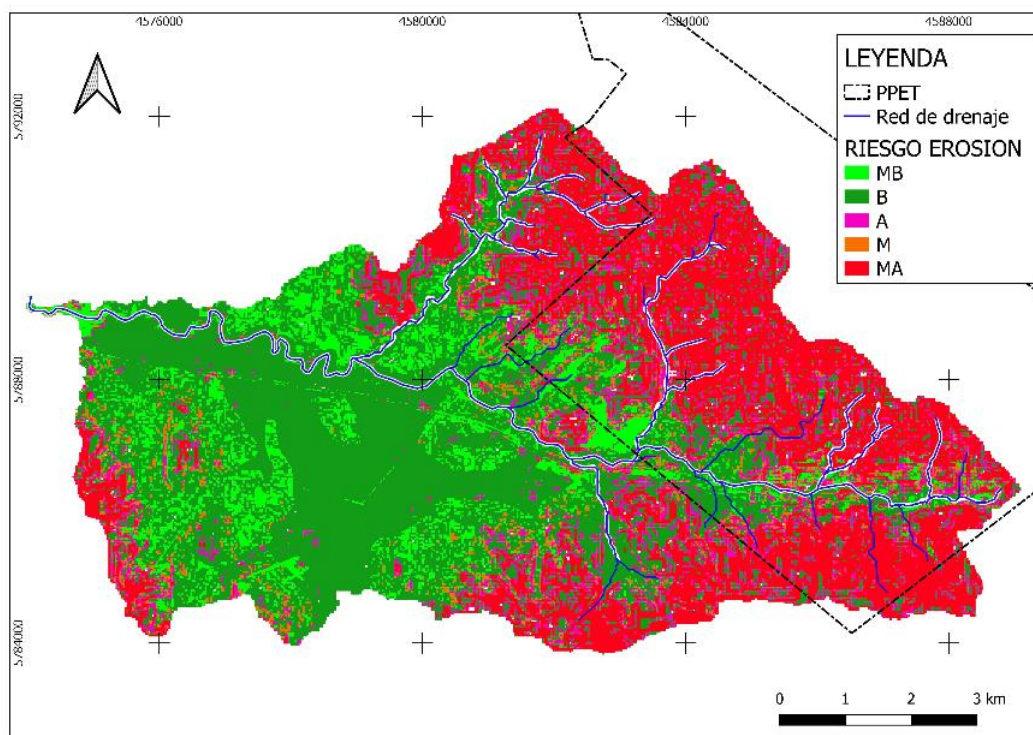 4576000
4580000
4584000
4588000
5792000
5788000
5784000
LEYENDA
PPET
Red de drenaje
RIESGO EROSION
MB
B
A
M
MA
0 1 2 3 km